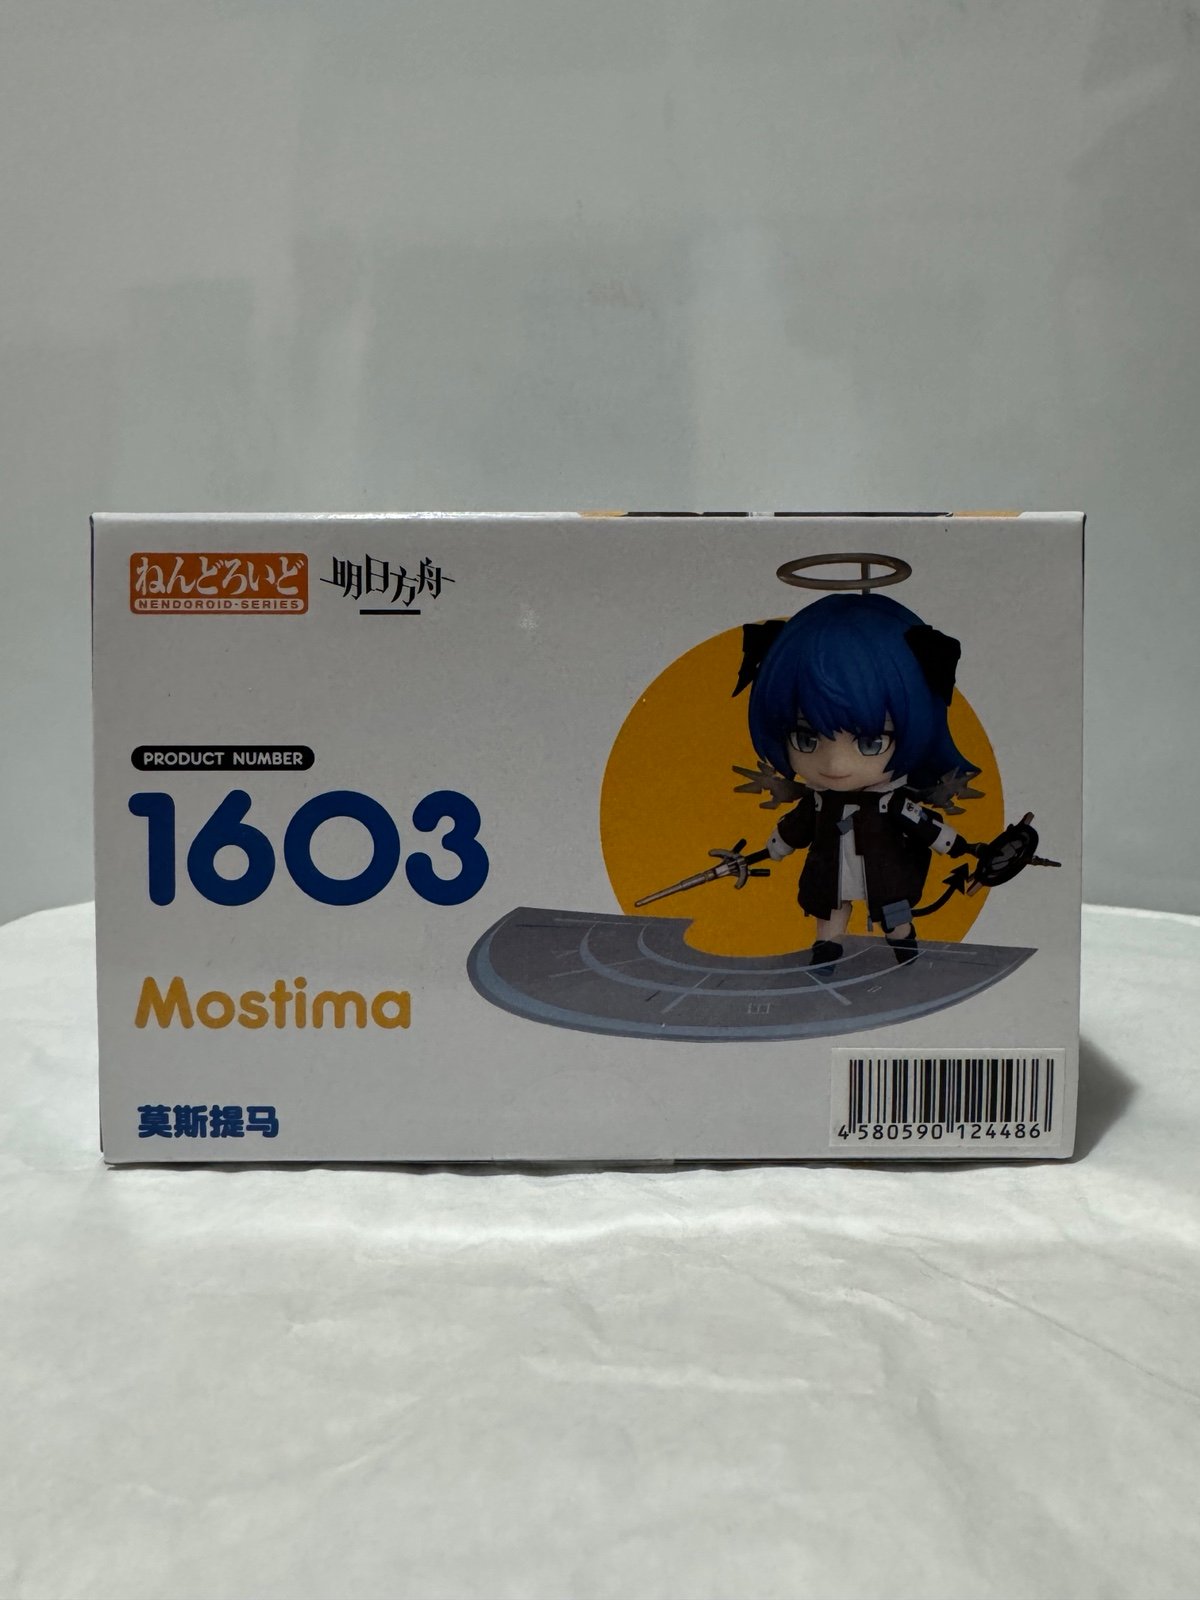 ねんどろいど
NENDOROID-SERIES
明日方舟
PRODUCT NUMBER
1603
Mostima
莫斯提马
4 580590 124486